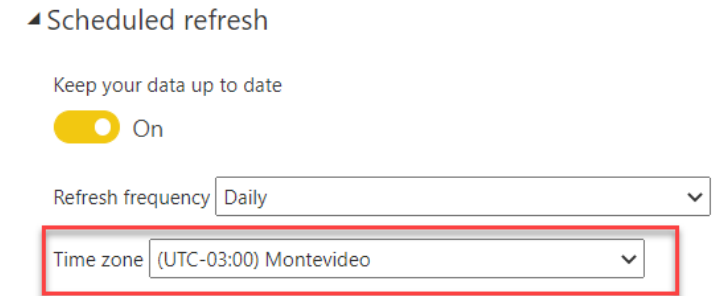 Scheduled refresh
Keep your data up to date
On
Refresh frequency Daily
Time zone (UTC-03:00) Montevideo